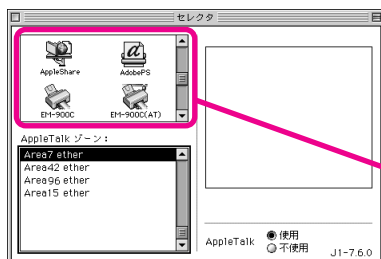 セレクタ
AppleShare AdobePS
EM-900C EM-900C(AT)
AppleTalk ゾーン：
Area7 ether
Area42 ether
Area96 ether
Area15 ether
AppleTalk 使用
不使用
J1-7.6.0